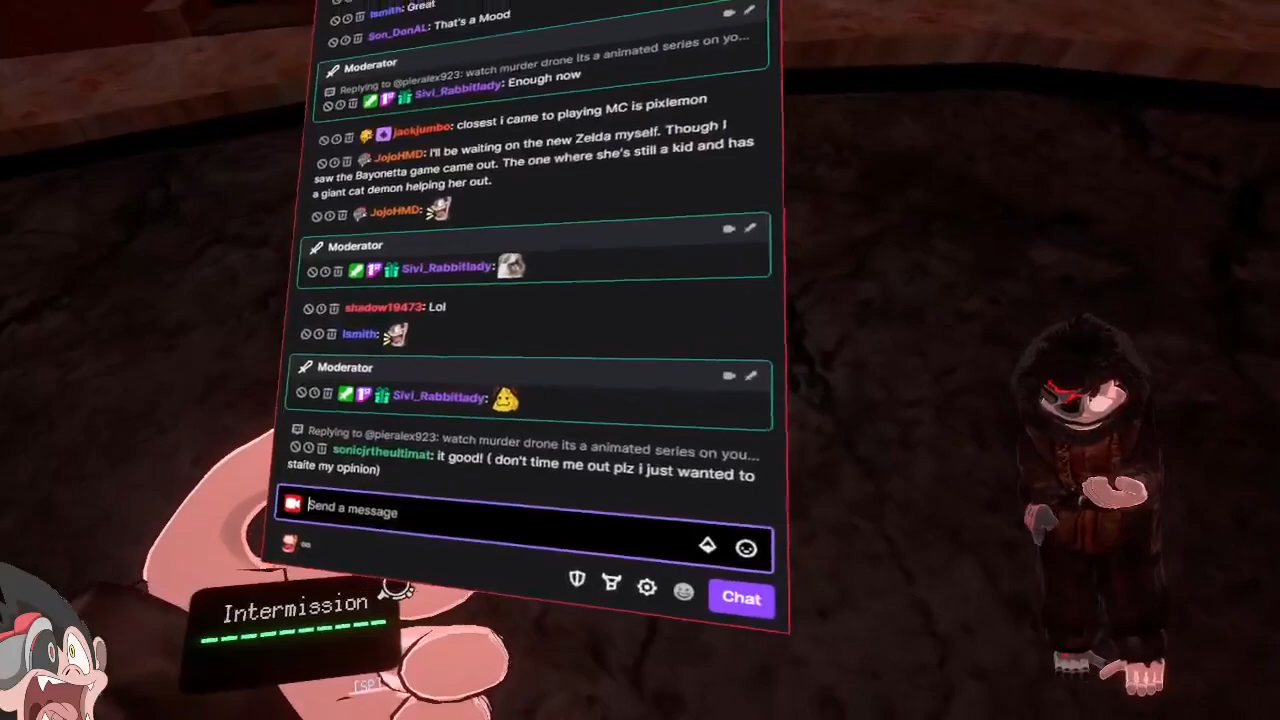 Ismith: Great
Son_DonAL: That's a Mood
Moderator
Replying to @pieralex923: watch murder drone its a animated series on yo...
Sivi_Rabbitlady: Enough now
jackjumbo: closest i came to playing MC is pixlemon
JojoHMD: I'll be waiting on the new Zelda myself. Though I
saw the Bayonetta game came out. The one where she's still a kid and has
a giant cat demon helping her out.
JojoHMD:
Moderator
Sivi_Rabbitlady:
shadow19473: Lol
Ismith:
Moderator
Sivi_Rabbitlady:
Replying to @pieralex923: watch murder drone its a animated series on you...
sonicjrtheultimat: it good! ( don't time me out plz i just wanted to
staite my opinion)
Send a message
∞
Chat
Intermission
[SP]